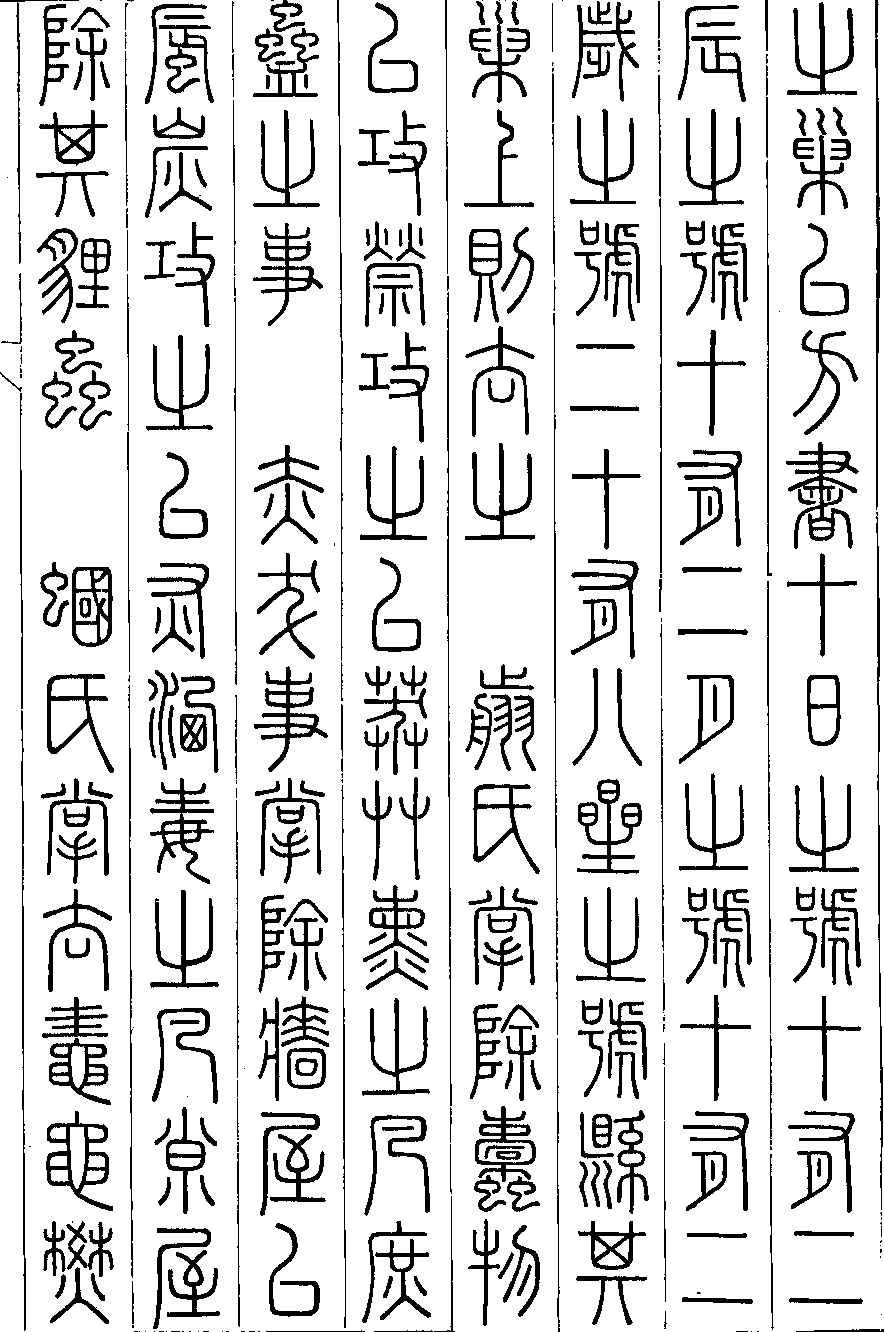 之巢以方書十日之號十有二
辰之號十有二月之號十有二
歲之號二十有八星之號縣其
巢上則去之　翦氏掌除蠹物
以攻禜攻之以莽草熏之凡庶
蠱之事　赤犮事掌除牆屋以
蜃炭攻之以灰洒毒之凡𡭴屋
除其貍蟲　蟈氏掌去鼃黽焚